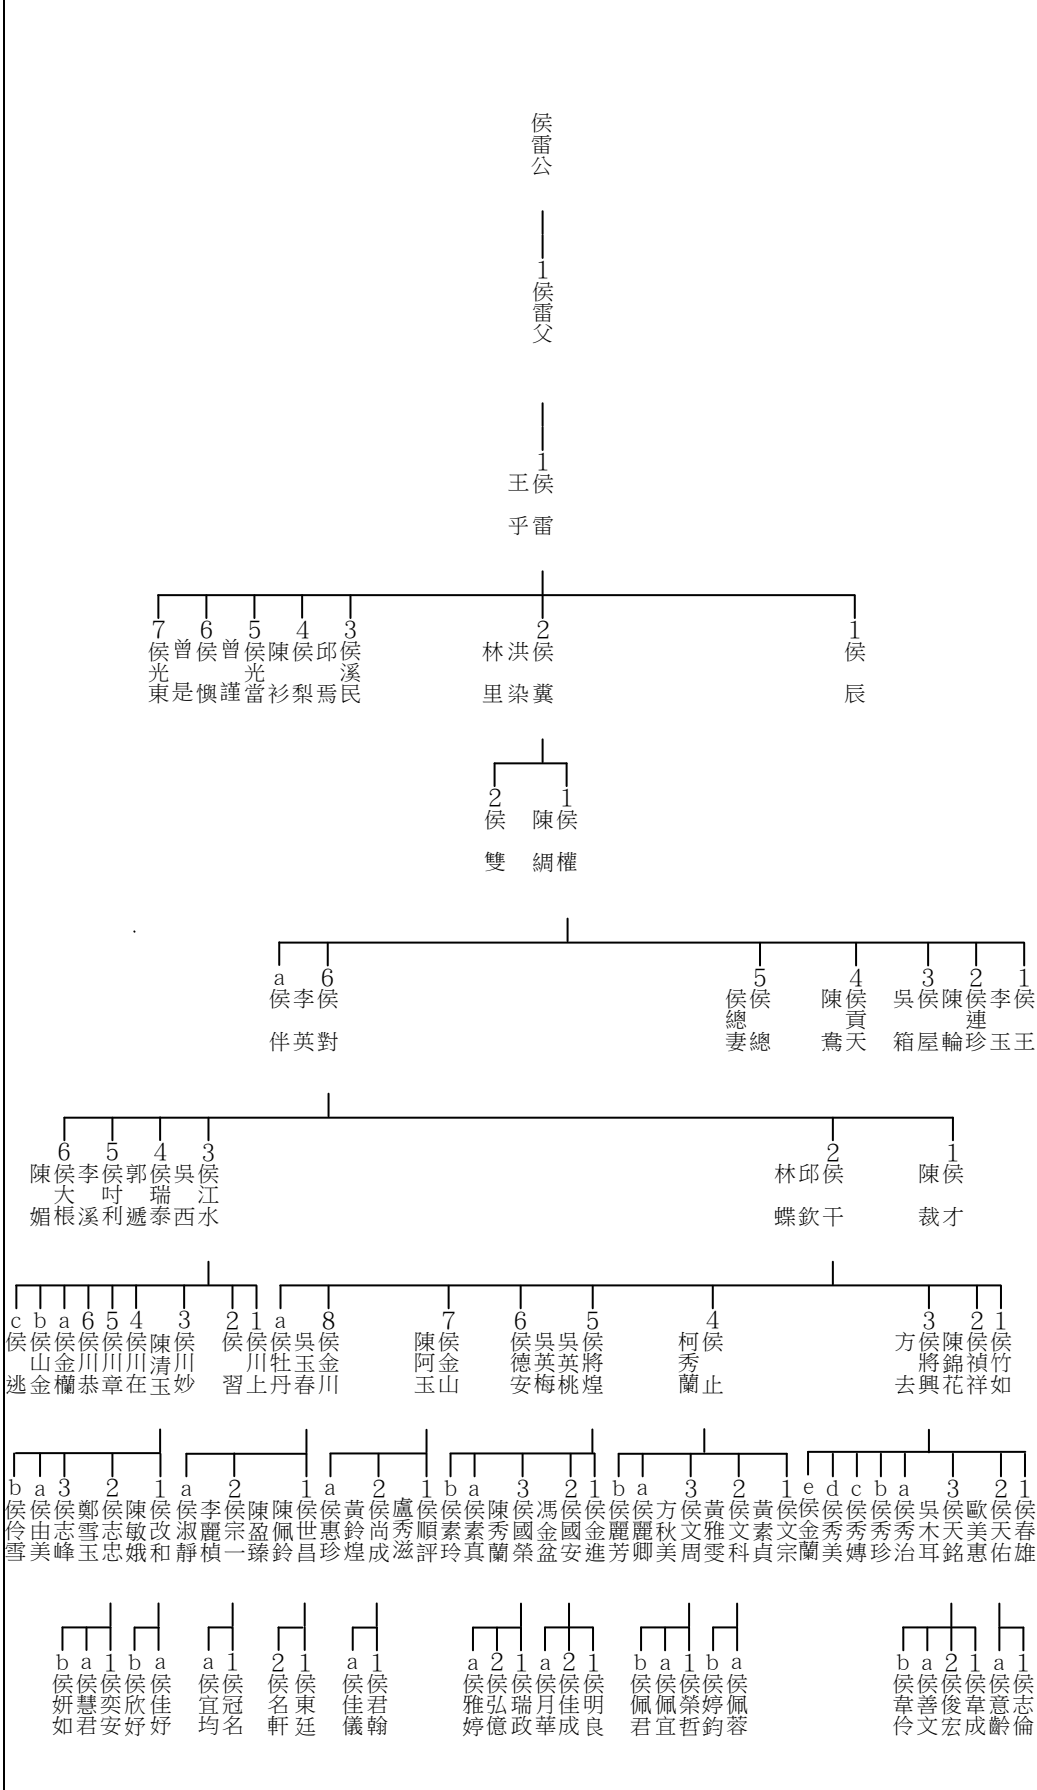 侯雷公
1侯雷父
1侯 雷
王 乎
1侯 辰
2侯 冀
洪 染
林 里
3侯溪民
邱 焉
4侯 梨
陳 衫
5侯光當
曾 謹
6侯 懊
曾 是
7侯光東
1侯 權
陳 綢
2侯 雙
1侯 王
李 玉
2侯連珍
陳 輪
3侯 屋
吳 箱
4侯貢天
陳 鴦
5侯 總
侯總妻
6侯 對
李 英
a侯 伴
1侯 才
陳 裁
2侯 干
邱 欽
林 蝶
3侯江水
吳 西
4侯瑞泰
郭 遞
5侯吋利
李 溪
6侯大根
陳 媚
1侯竹如
2侯禎祥
陳錦花
3侯將興
方 去
4侯 止
柯秀蘭
5侯將煌
吳英桃
吳英梅
6侯德安
7侯金山
陳阿玉
8侯金川
吳玉春
a侯牡丹
1侯川上
2侯 習
3侯川妙
陳清玉
4侯川在
5侯川章
6侯川恭
a侯金欄
b侯山金
c侯 逃
1侯春雄
2侯天佑
歐美惠
3侯天銘
吳木耳
a侯秀治
b侯秀珍
c侯秀嫥
d侯秀美
e侯金蘭
1侯文宗
黃素貞
2侯文科
黃雅雯
3侯文周
方秋美
a侯麗卿
b侯麗芳
1侯金進
2侯國安
馮金盆
3侯國榮
陳秀蘭
a侯素真
b侯素玲
1侯順評
盧秀滋
2侯尚成
黃鈴煌
a侯惠珍
1侯世昌
陳佩鈴
陳盈臻
2侯宗一
李麗楨
a侯淑靜
1侯改和
陳敏娥
2侯志忠
鄭雪玉
3侯志峰
a侯由美
b侯伶雪
1侯志倫
a侯意齡
1侯韋成
2侯俊宏
a侯善文
b侯韋伶
a侯佩蓉
b侯婷鈞
1侯榮哲
a侯佩宜
b侯佩君
1侯明良
2侯佳成
a侯月華
1侯瑞政
2侯弘億
a侯雅婷
1侯君翰
a侯佳儀
1侯東廷
2侯名軒
1侯冠名
a侯宜均
a侯佳妤
b侯欣妤
1侯奕安
a侯慧君
b侯妍如